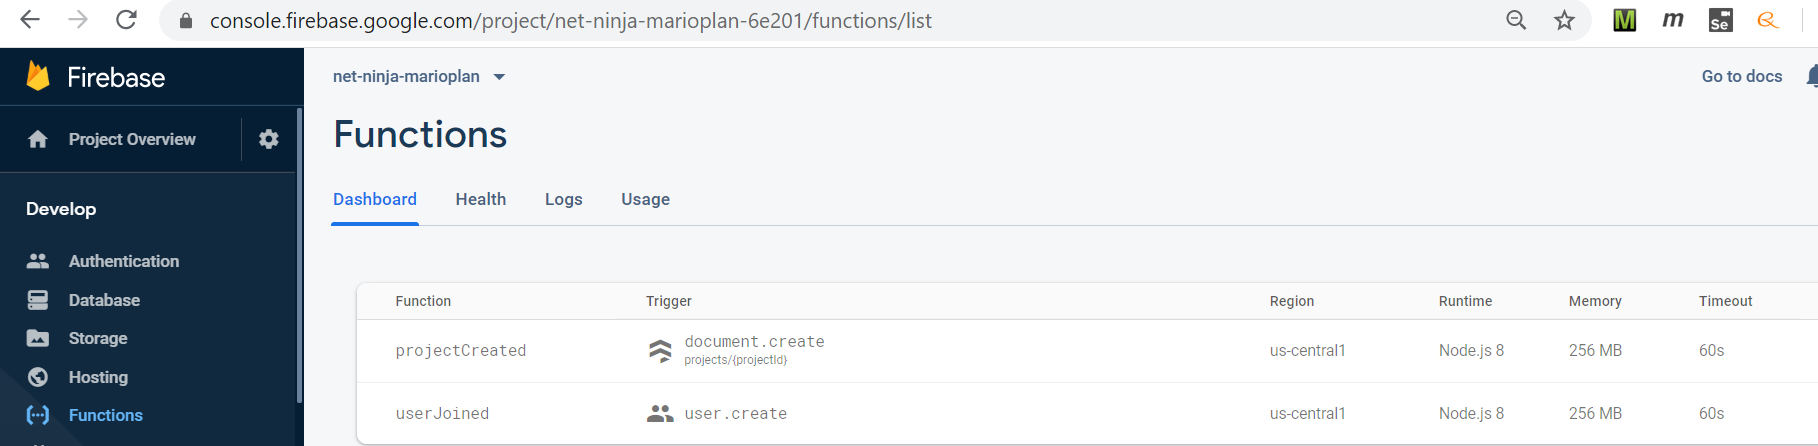 console.firebase.google.com/project/net-ninja-marioplan-6e201/functions/list
M m Se R
Firebase
net-ninja-marioplan
Go to docs
Project Overview
Functions
Develop
Dashboard Health Logs Usage
Authentication
Database
Storage
Hosting
Functions
Function Trigger Region Runtime Memory Timeout
projectCreated document.create us-central1 Node.js 8 256 MB 60s
projects/{projectId}
userJoined user.create us-central1 Node.js 8 256 MB 60s